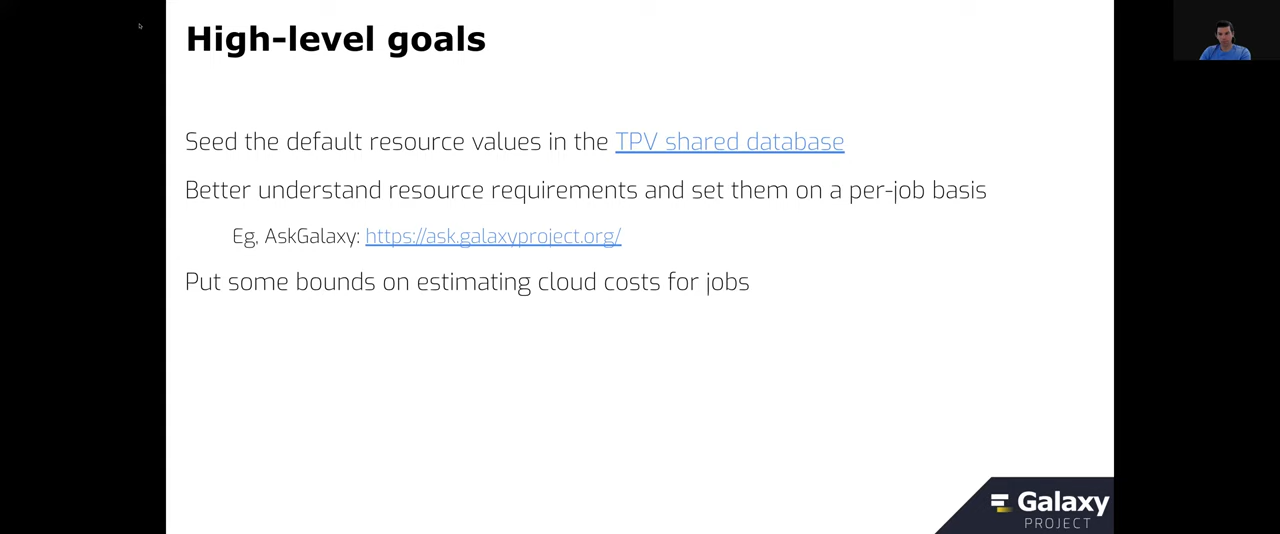 High-level goals
Seed the default resource values in the TPV shared database
Better understand resource requirements and set them on a per-job basis
Eg, AskGalaxy: https://ask.galaxyproject.org/
Put some bounds on estimating cloud costs for jobs
Galaxy
PROJECT